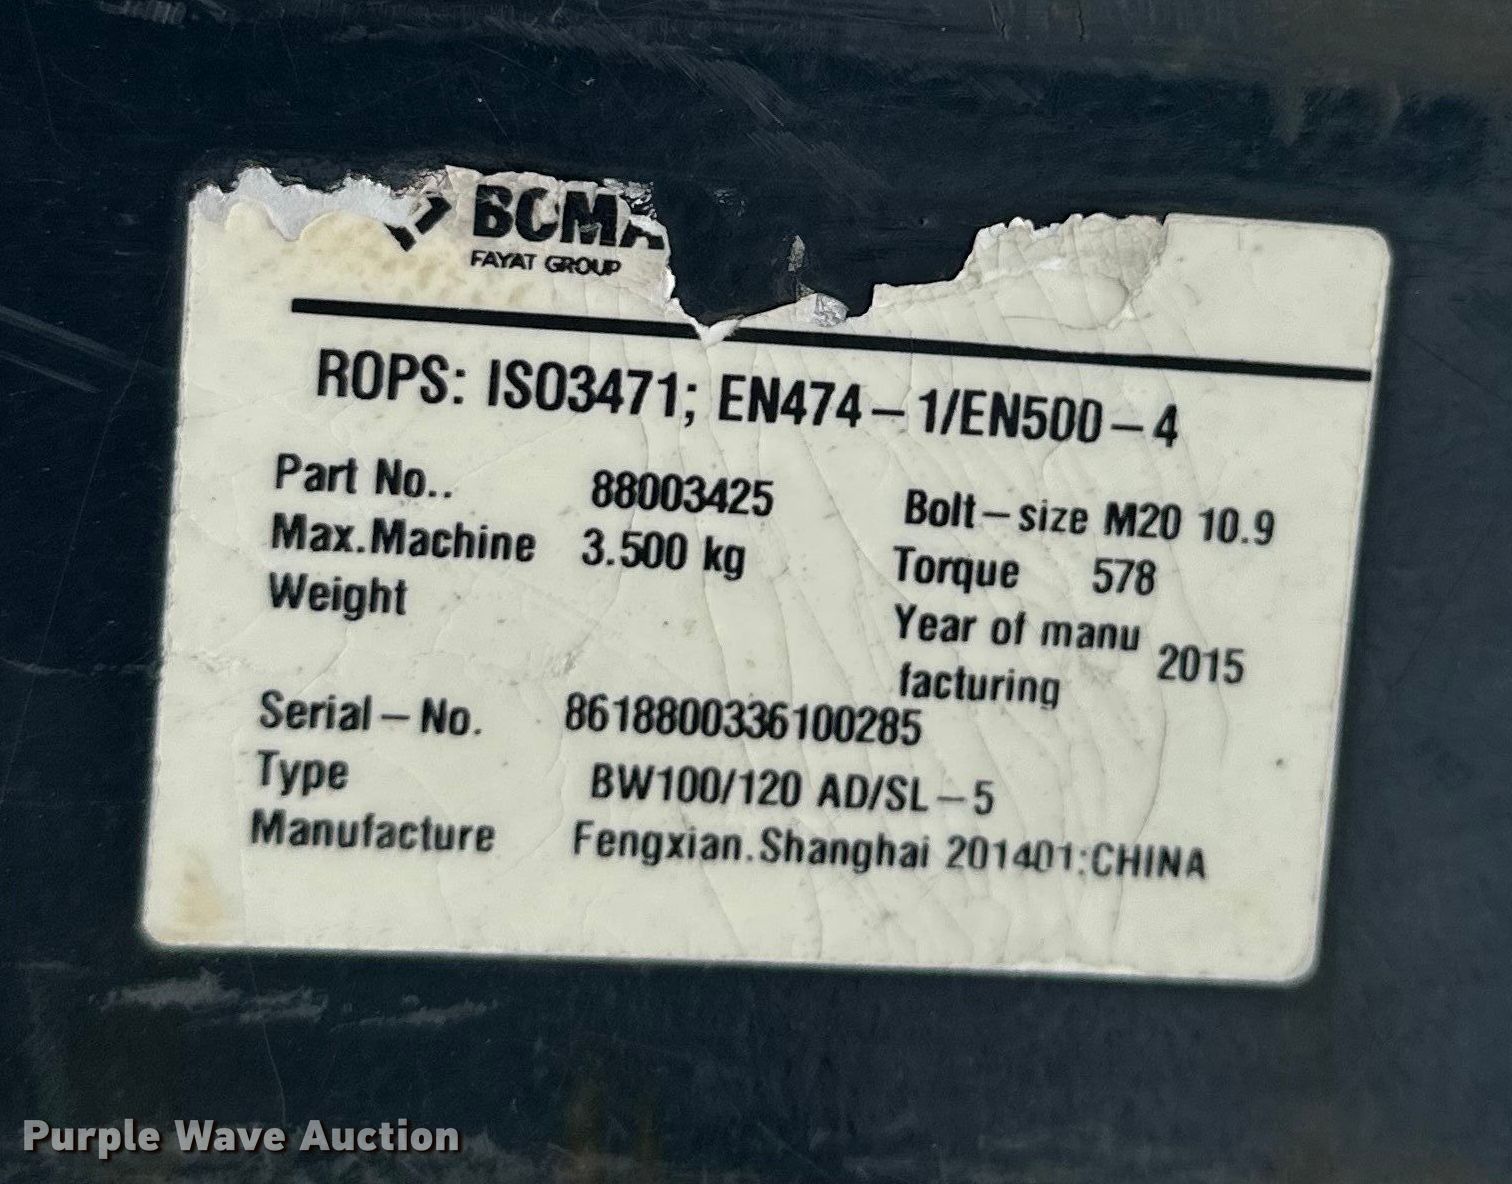 BOMA
FAYAT GROUP
ROPS: ISO3471; EN474-1/EN500-4
Part No.. 88003425 Bolt-size M20 10.9
Max.Machine 3.500 kg Torque 578
Weight Year of manu 2015
facturing
Serial-No. 8618800336100285
Type BW100/120 AD/SL-5
Manufacture Fengxian.Shanghai 201401:CHINA
Purple Wave Auction